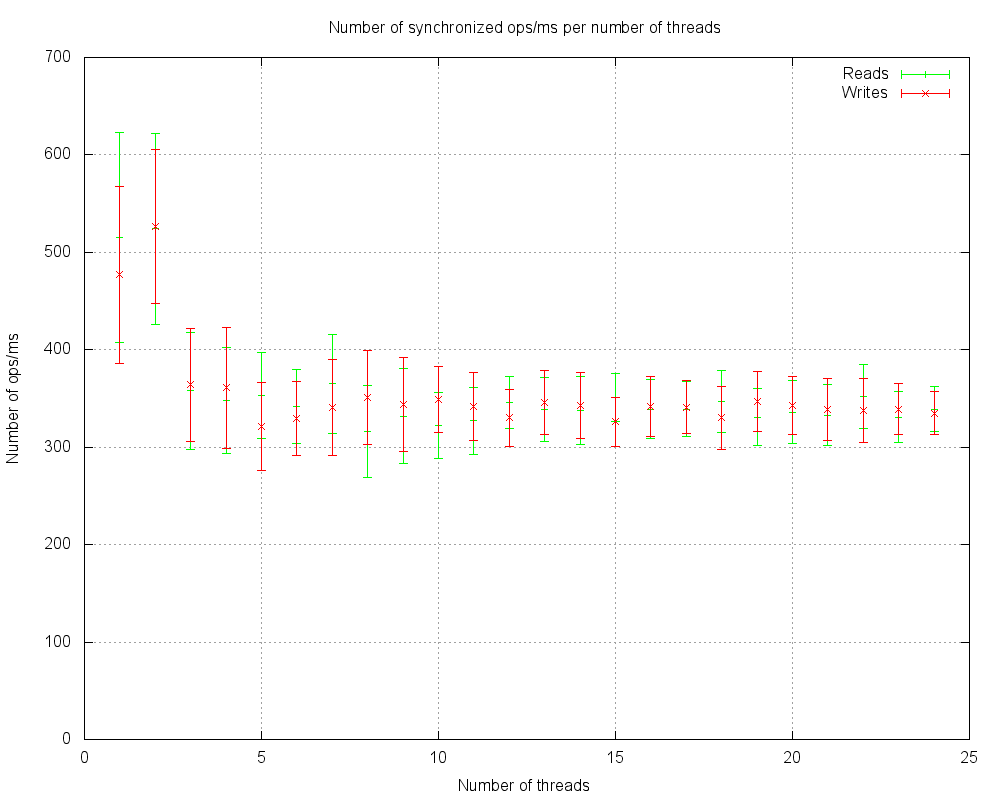 Number of synchronized ops/ms per number of threads
700
600
500
400
300
200
100
0
Number of ops/ms
Reads
Writes
0
5
10
15
20
25
Number of threads